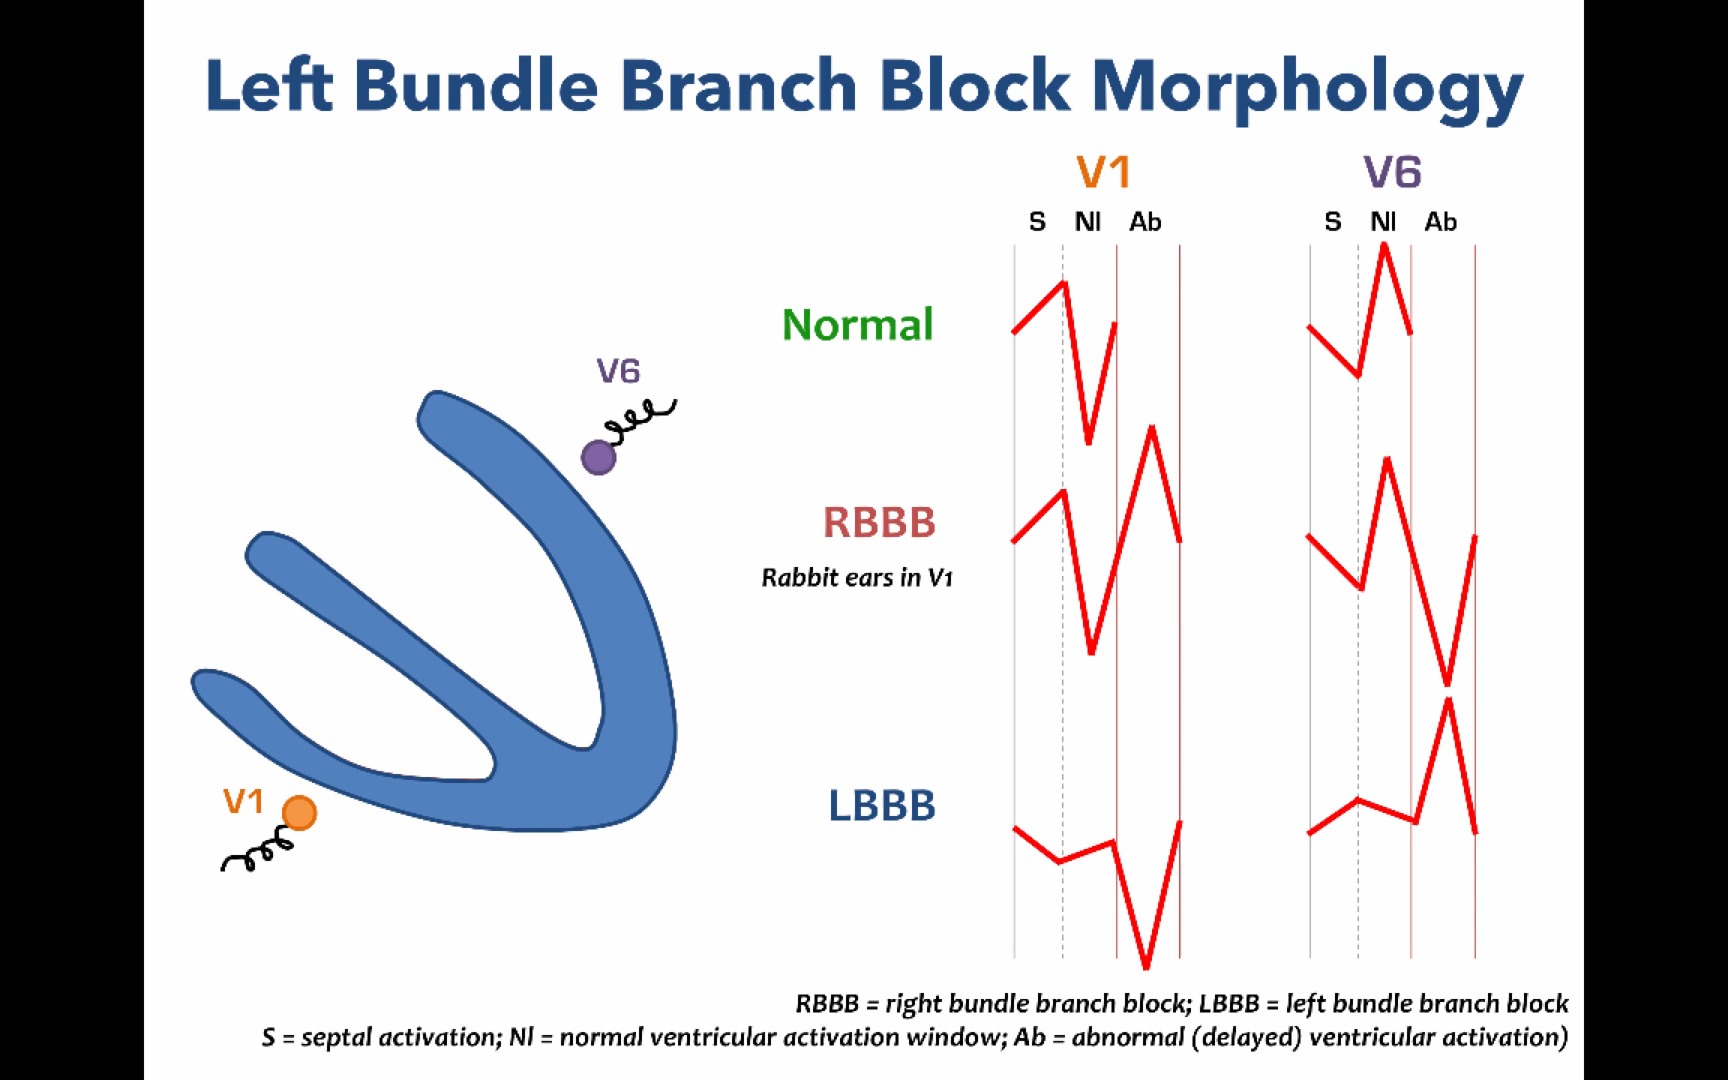 Left Bundle Branch Block Morphology
V1
V6
S Nl Ab
S Nl Ab
Normal
V6
RBBB
Rabbit ears in V1
V1
LBBB
RBBB = right bundle branch block; LBBB = left bundle branch block
S = septal activation; Nl = normal ventricular activation window; Ab = abnormal (delayed) ventricular activation)